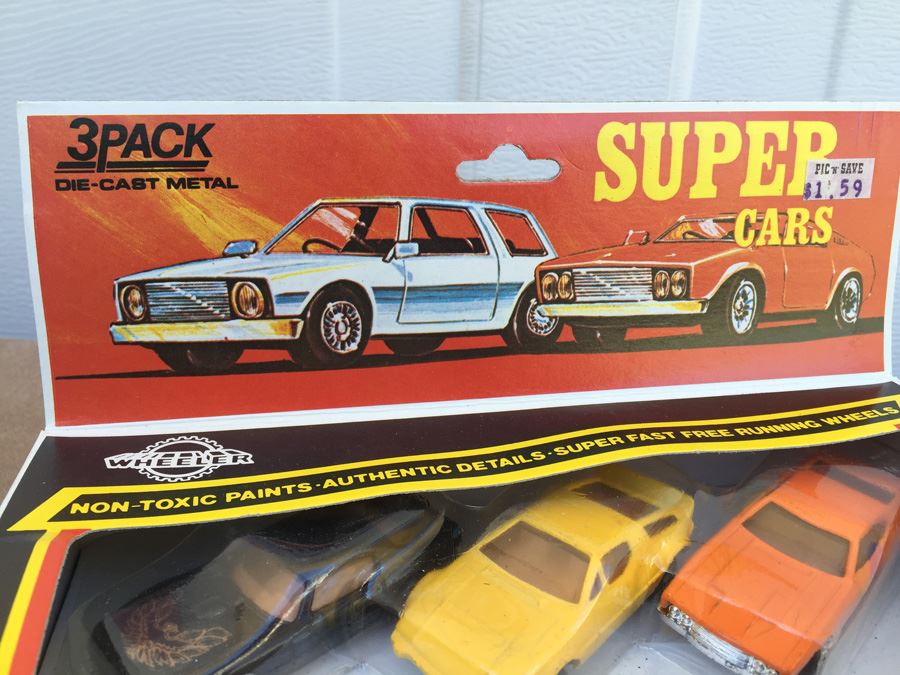 3PACK
DIE-CAST METAL
SUPER
CARS
PIC 'N' SAVE
$1.59
WHEELER
NON-TOXIC PAINTS·AUTHENTIC DETAILS·SUPER FAST FREE RUNNING WHEELS